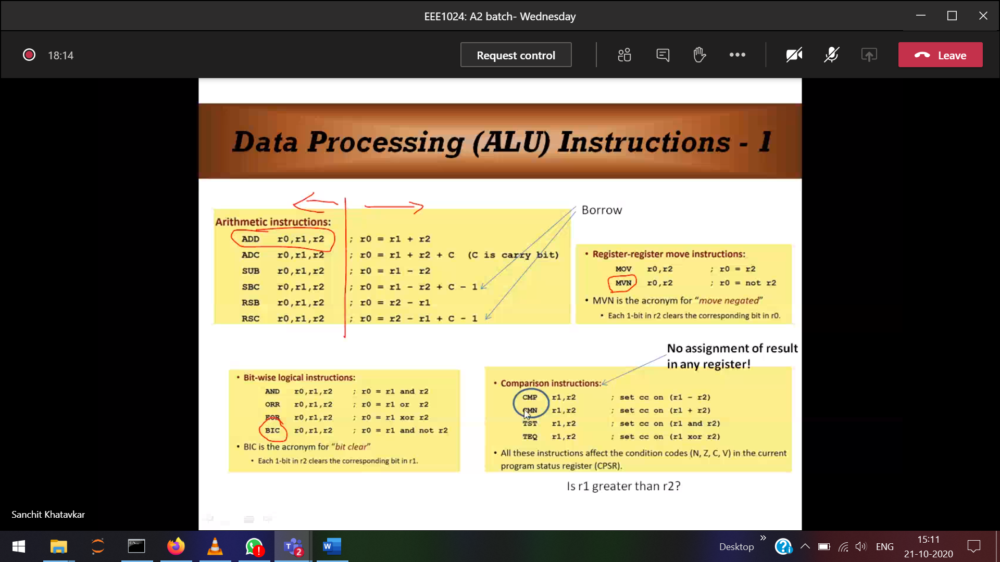 EEE1024: A2 batch- Wednesday
18:14
Request control
Leave
Data Processing (ALU) Instructions - I
Borrow
Arithmetic instructions:
ADD r0,r1,r2 ; r0 = r1 + r2
ADC r0,r1,r2 ; r0 = r1 + r2 + C (C is carry bit)
SUB r0,r1,r2 ; r0 = r1 - r2
SBC r0,r1,r2 ; r0 = r1 - r2 + C - 1
RSB r0,r1,r2 ; r0 = r2 - r1
RSC r0,r1,r2 ; r0 = r2 - r1 + C - 1
• Register-register move instructions:
MOV r0,r2 ; r0 = r2
MVN r0,r2 ; r0 = not r2
• MVN is the acronym for “move negated”
• Each 1-bit in r2 clears the corresponding bit in r0.
No assignment of result
in any register!
• Bit-wise logical instructions:
AND r0,r1,r2 ; r0 = r1 and r2
ORR r0,r1,r2 ; r0 = r1 or r2
EOR r0,r1,r2 ; r0 = r1 xor r2
BIC r0,r1,r2 ; r0 = r1 and not r2
• BIC is the acronym for “bit clear”
• Each 1-bit in r2 clears the corresponding bit in r1.
• Comparison instructions:
CMP r1,r2 ; set cc on (r1 - r2)
CMN r1,r2 ; set cc on (r1 + r2)
TST r1,r2 ; set cc on (r1 and r2)
TEQ r1,r2 ; set cc on (r1 xor r2)
• All these instructions affect the condition codes (N, Z, C, V) in the current
program status register (CPSR).
Is r1 greater than r2?
Sanchit Khatavkar
T
2
W
Desktop
ENG
15:11
21-10-2020